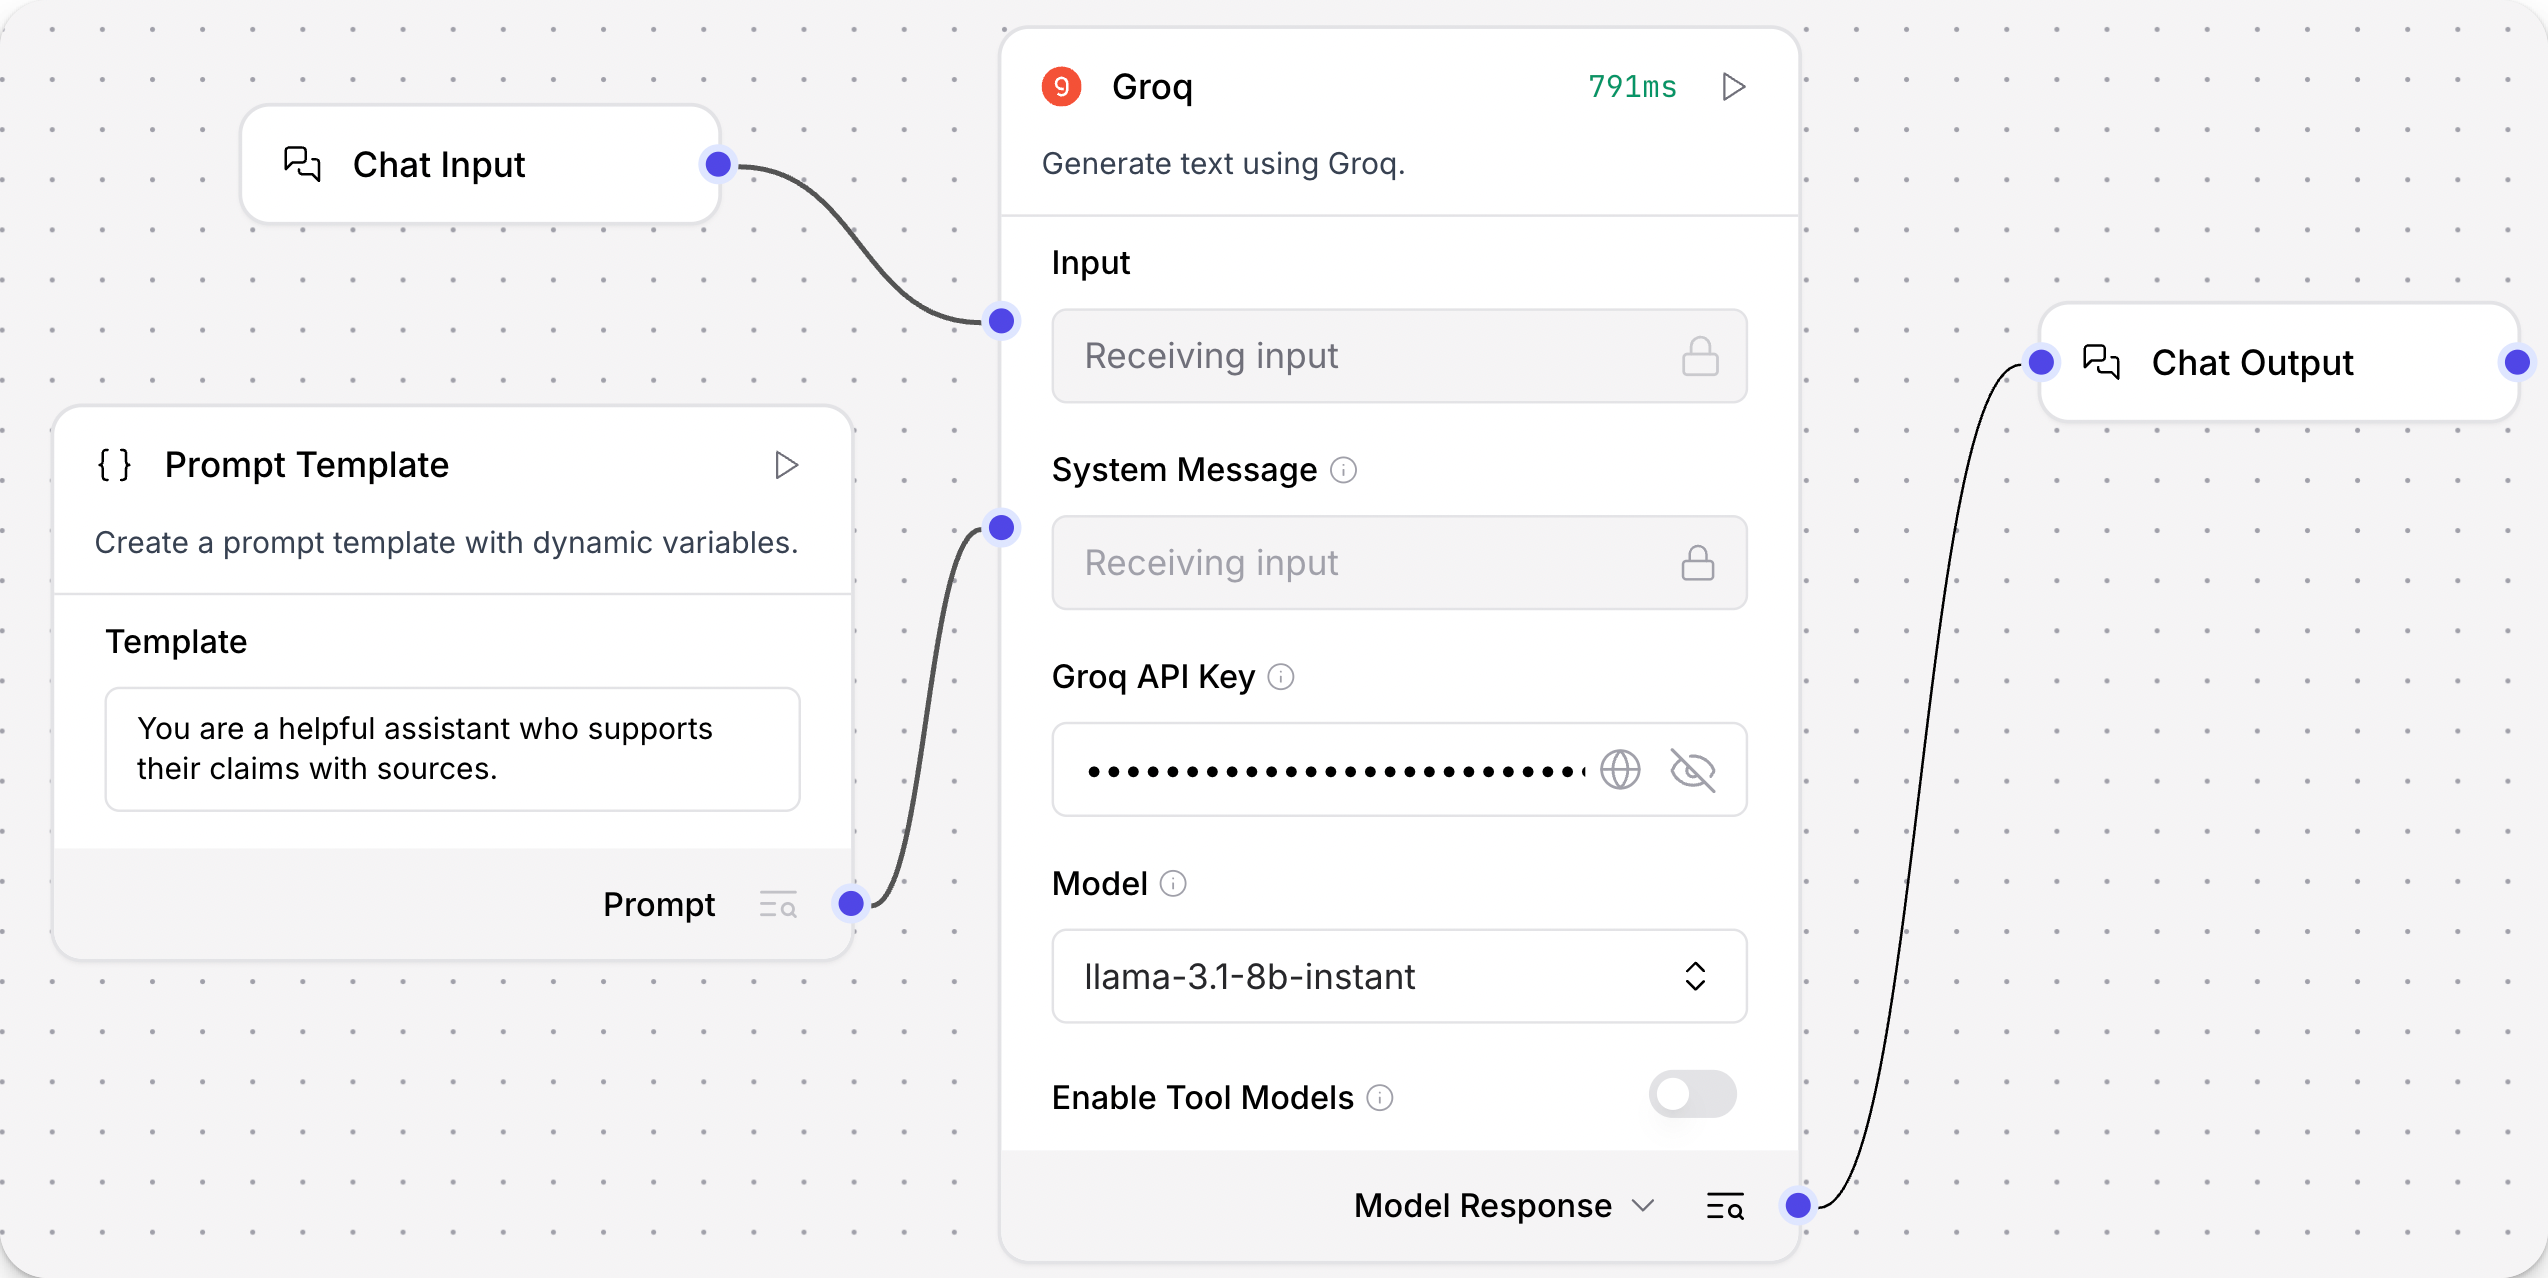 Chat Input
Prompt Template
Create a prompt template with dynamic variables.
Template
You are a helpful assistant who supports
their claims with sources.
Prompt
Groq
791ms
Generate text using Groq.
Input
Receiving input
System Message
Receiving input
Groq API Key
Model
llama-3.1-8b-instant
Enable Tool Models
Model Response
Chat Output